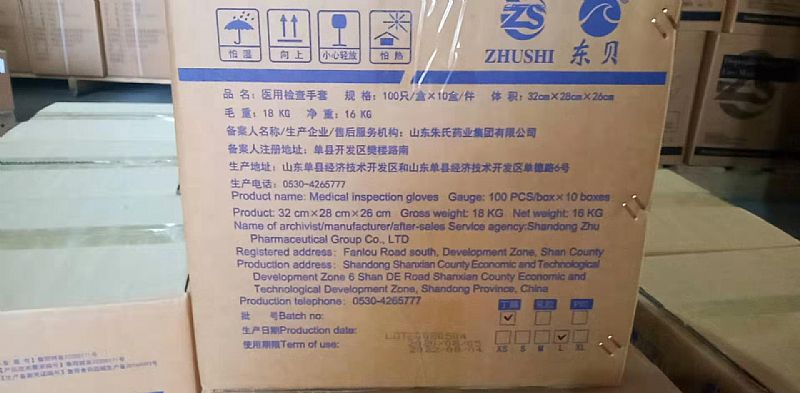 怕湿 向上 小心轻放 怕热
ZHUSHI 东贝
品 名:医用检查手套 规 格:100只/盒×10盒/件 体 积:32cm×28cm×26cm
毛 重:18 KG 净 重:16 KG
备案人名称/生产企业/售后服务机构:山东朱氏药业集团有限公司
备案人注册地址:单县开发区樊楼路南
生产地址:山东单县经济技术开发区和山东单县经济技术开发区单德路6号
生产电话:0530-4265777
Product name: Medical inspection gloves Gauge: 100 PCS/box×10 boxes
Product: 32 cm×28 cm×26 cm Gross weight: 18 KG Net weight: 16 KG
Name of archivist/manufacturer/after-sales Service agency:Shandong Zhu
Pharmaceutical Group Co., LTD
Registered address: Fanlou Road south, Development Zone, Shan County
Production address: Shandong Shanxian County Economic and Technological
Development Zone 6 Shan DE Road Shanxian County Economic and
Technological Development Zone, Shandong Province, China
Production telephone: 0530-4265777
丁腈 乳胶 PVC
批 号Batch no:
生产日期Production date:
使用期限Term of use: 2022/08/04
XS S M L XL